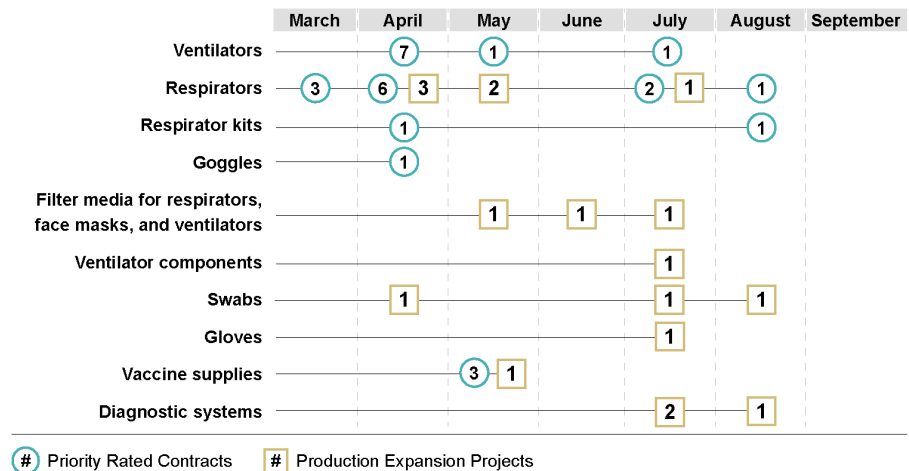 March April May June July August September
Ventilators 7 1 1
Respirators 3 6 3 2 2 1 1
Respirator kits 1 1
Goggles 1
Filter media for respirators,
face masks, and ventilators 1 1 1
Ventilator components 1
Swabs 1 1 1
Gloves 1
Vaccine supplies 3 1
Diagnostic systems 2 1
# Priority Rated Contracts # Production Expansion Projects